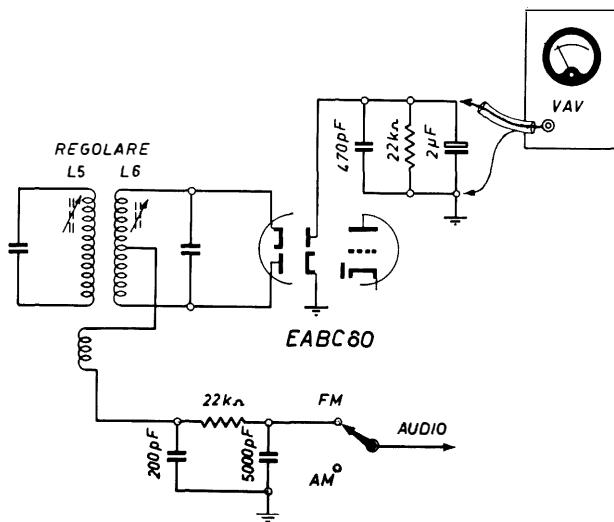 VAV
470pF
22kΩ
2µF
REGOLARE
L5 L6
EABC80
22kΩ
FM
200pF
5000pF
AUDIO
AM